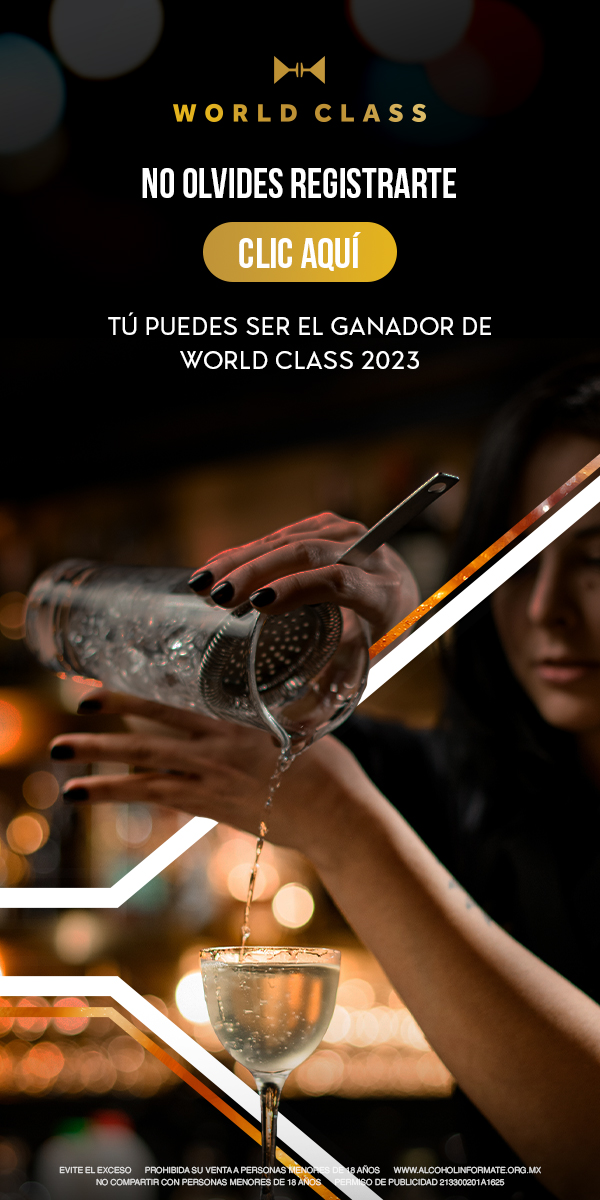 WORLD CLASS
NO OLVIDES REGISTRARTE
CLIC AQUÍ
TÚ PUEDES SER EL GANADOR DE
WORLD CLASS 2023
EVITE EL EXCESO PROHIBIDA SU VENTA A PERSONAS MENORES DE 18 AÑOS WWW.ALCOHOLINFORMATE.ORG.MX
NO COMPARTIR CON PERSONAS MENORES DE 18 AÑOS PERMISO DE PUBLICIDAD 213300201A1625